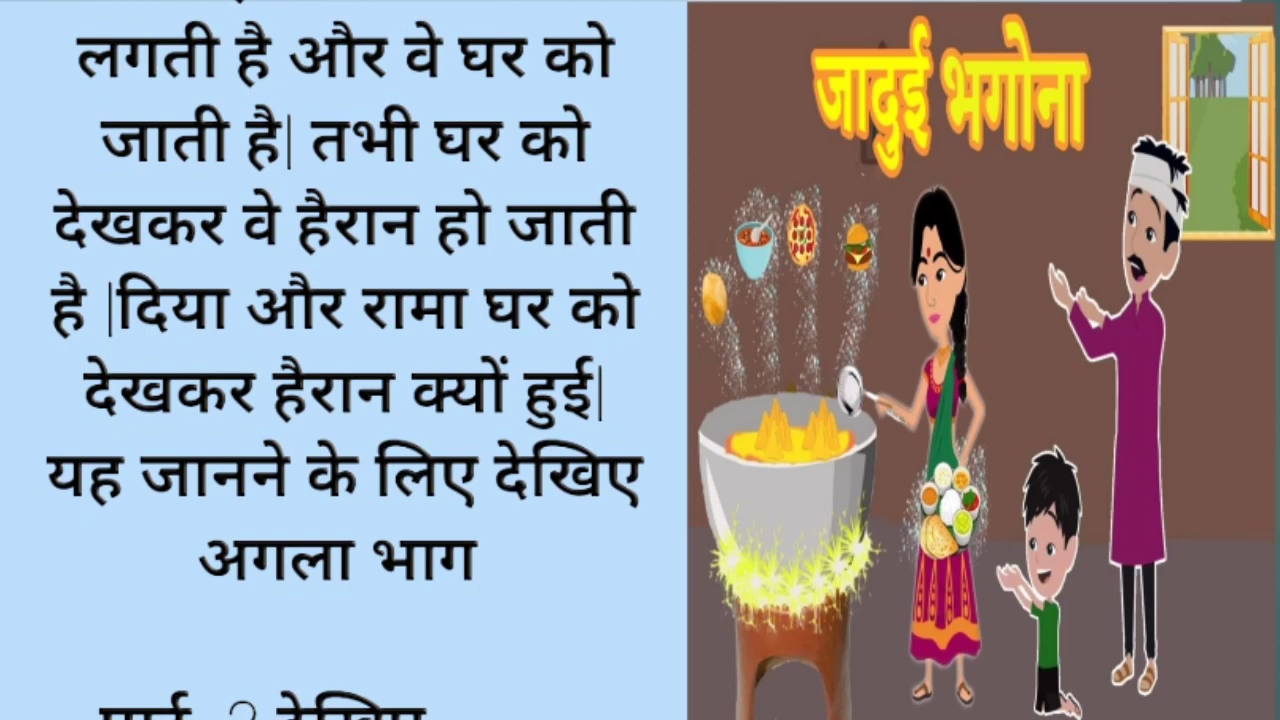 लगती है और वे घर को
जाती है| तभी घर को
देखकर वे हैरान हो जाती
है |दिया और रामा घर को
देखकर हैरान क्यों हुई|
यह जानने के लिए देखिए
अगला भाग
जादुई भगोना